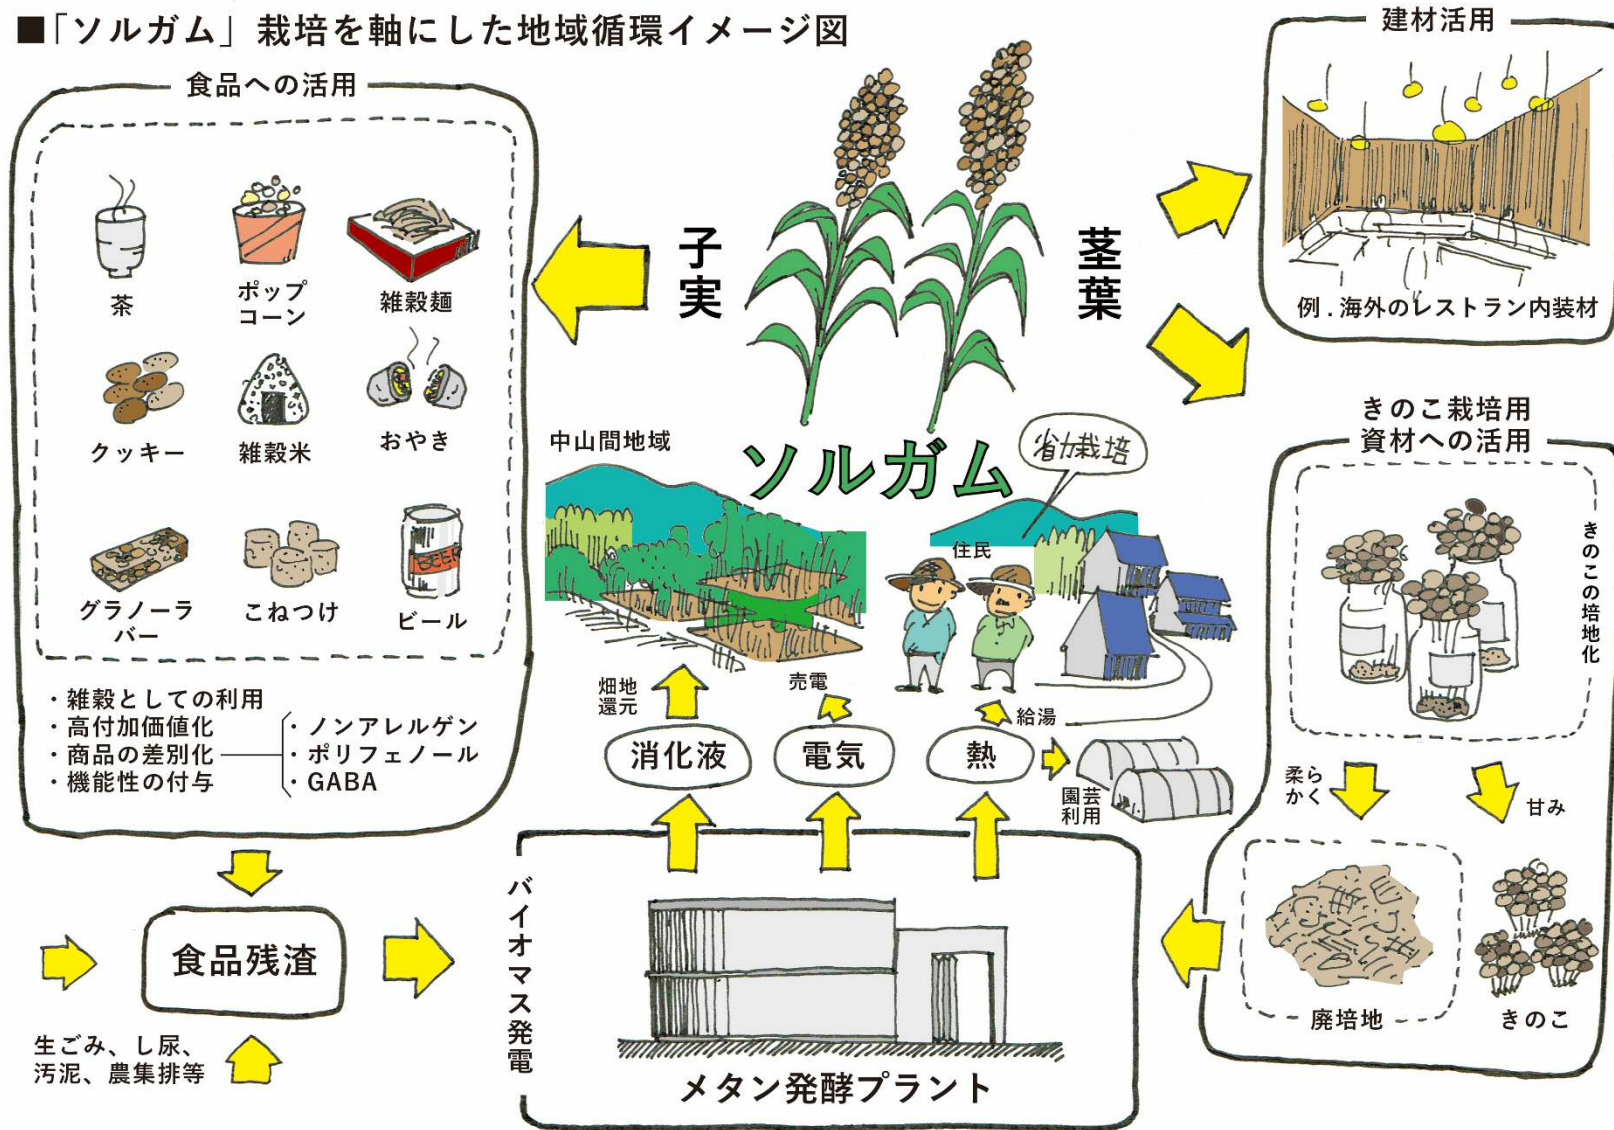 ■「ソルガム」栽培を軸にした地域循環イメージ図
食品への活用
茶
ポップ
コーン
雑穀麺
クッキー
雑穀米
おやき
グラノーラ
バー
こねつけ
ビール
・雑穀としての利用
・高付加価値化
・商品の差別化
・機能性の付与
・ノンアレルゲン
・ポリフェノール
・GABA
子実
茎葉
ソルガム
建材活用
例．海外のレストラン内装材
中山間地域
省力栽培
住民
きのこ栽培用
資材への活用
きのこの培地化
柔ら
かく
甘み
廃培地
きのこ
畑地
還元
売電
給湯
消化液
電気
熱
園芸
利用
食品残渣
生ごみ、し尿、
汚泥、農集排等
バイオマス発電
メタン発酵プラント